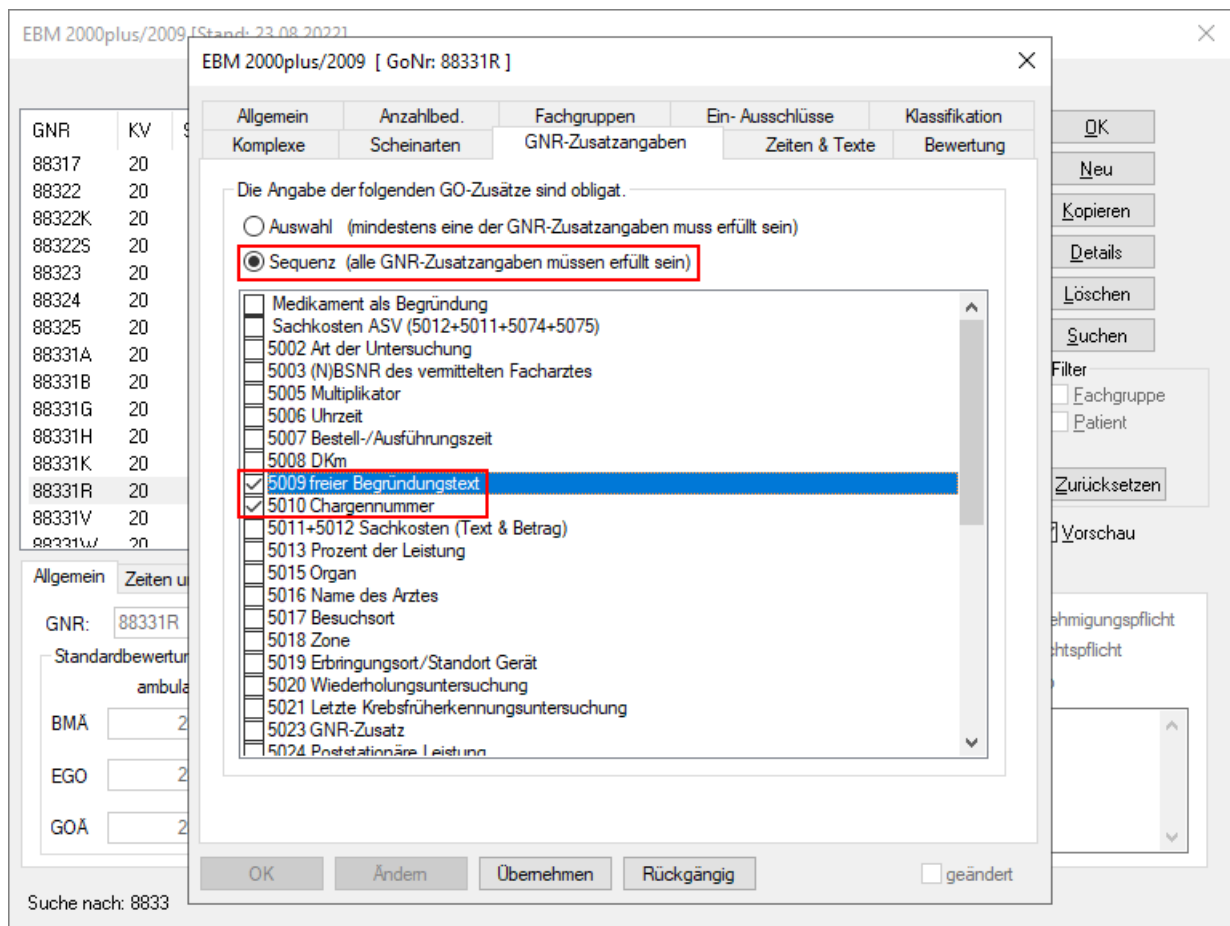 EBM 2000plus/2009 [Stand: 23.08.2022]
EBM 2000plus/2009 [ GoNr: 88331R ]
Allgemein Anzahlbed. Fachgruppen Ein- Ausschlüsse Klassifikation
Komplexe Scheinarten GNR-Zusatzangaben Zeiten & Texte Bewertung
Die Angabe der folgenden GO-Zusätze sind obligat.
Auswahl (mindestens eine der GNR-Zusatzangaben muss erfüllt sein)
Sequenz (alle GNR-Zusatzangaben müssen erfüllt sein)
Medikament als Begründung
Sachkosten ASV (5012+5011+5074+5075)
5002 Art der Untersuchung
5003 (N)BSNR des vermittelten Facharztes
5005 Multiplikator
5006 Uhrzeit
5007 Bestell-/Ausführungszeit
5008 DKm
5009 freier Begründungstext
5010 Chargennummer
5011+5012 Sachkosten (Text & Betrag)
5013 Prozent der Leistung
5015 Organ
5016 Name des Arztes
5017 Besuchsort
5018 Zone
5019 Erbringungsort/Standort Gerät
5020 Wiederholungsuntersuchung
5021 Letzte Krebsfrüherkennungsuntersuchung
5023 GNR-Zusatz
5024 Poststationäre Leistung
OK Ändern Übernehmen Rückgängig geändert
GNR KV S
88317 20
88322 20
88322K 20
88322S 20
88323 20
88324 20
88325 20
88331A 20
88331B 20
88331G 20
88331H 20
88331K 20
88331R 20
88331V 20
88331W 20
OK
Neu
Kopieren
Details
Löschen
Suchen
Filter
Fachgruppe
Patient
Zurücksetzen
Vorschau
Allgemein Zeiten u
GNR: 88331R
ehmigungspflicht
Standardbewertur
htspflicht
ambula
BMÄ 2
EGO 2
GOÄ 2
Suche nach: 8833